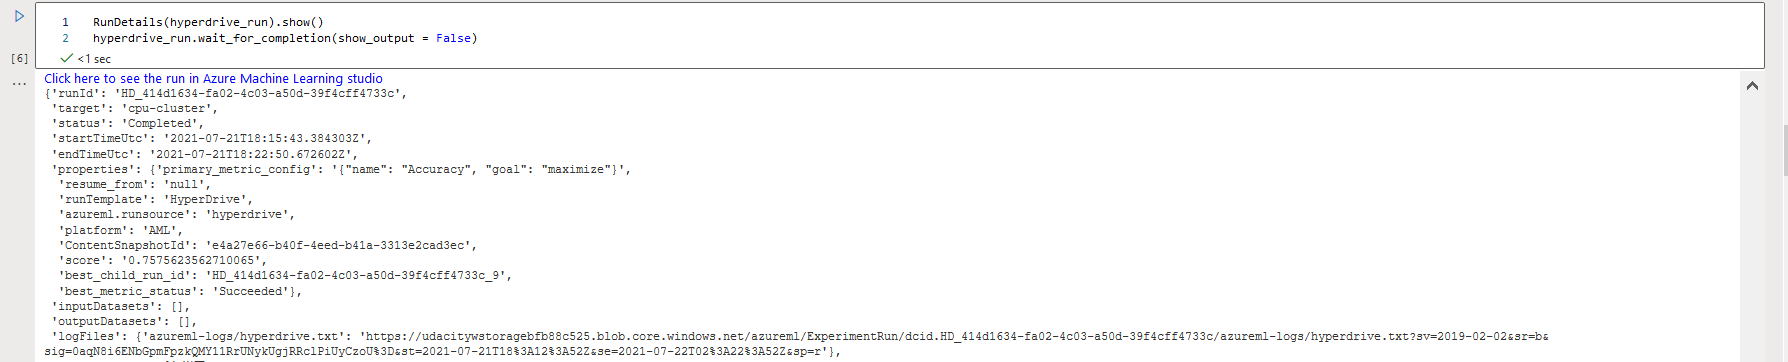 1 RunDetails(hyperdrive_run).show()
2 hyperdrive_run.wait_for_completion(show_output = False)
[6] <1 sec
Click here to see the run in Azure Machine Learning studio
{'runId': 'HD_414d1634-fa02-4c03-a50d-39f4cff4733c',
'target': 'cpu-cluster',
'status': 'Completed',
'startTimeUtc': '2021-07-21T18:15:43.384303Z',
'endTimeUtc': '2021-07-21T18:22:50.672602Z',
'properties': {'primary_metric_config': '{"name": "Accuracy", "goal": "maximize"}',
'resume_from': 'null',
'runTemplate': 'HyperDrive',
'azureml.runsource': 'hyperdrive',
'platform': 'AML',
'ContentSnapshotId': 'e4a27e66-b40f-4eed-b41a-3313e2cad3ec',
'score': '0.7575623562710065',
'best_child_run_id': 'HD_414d1634-fa02-4c03-a50d-39f4cff4733c_9',
'best_metric_status': 'Succeeded'},
'inputDatasets': [],
'outputDatasets': [],
'logFiles': {'azureml-logs/hyperdrive.txt': 'https://udacitywstoragebfb88c525.blob.core.windows.net/azureml/ExperimentRun/dcid.HD_414d1634-fa02-4c03-a50d-39f4cff4733c/azureml-logs/hyperdrive.txt?sv=2019-02-02&sr=b&
sig=0aqN8i6ENbGpmFpzkQMY11RrUNykUgjRRclPiUyCzoU%3D&st=2021-07-21T18%3A12%3A52Z&se=2021-07-22T02%3A22%3A52Z&sp=r'},